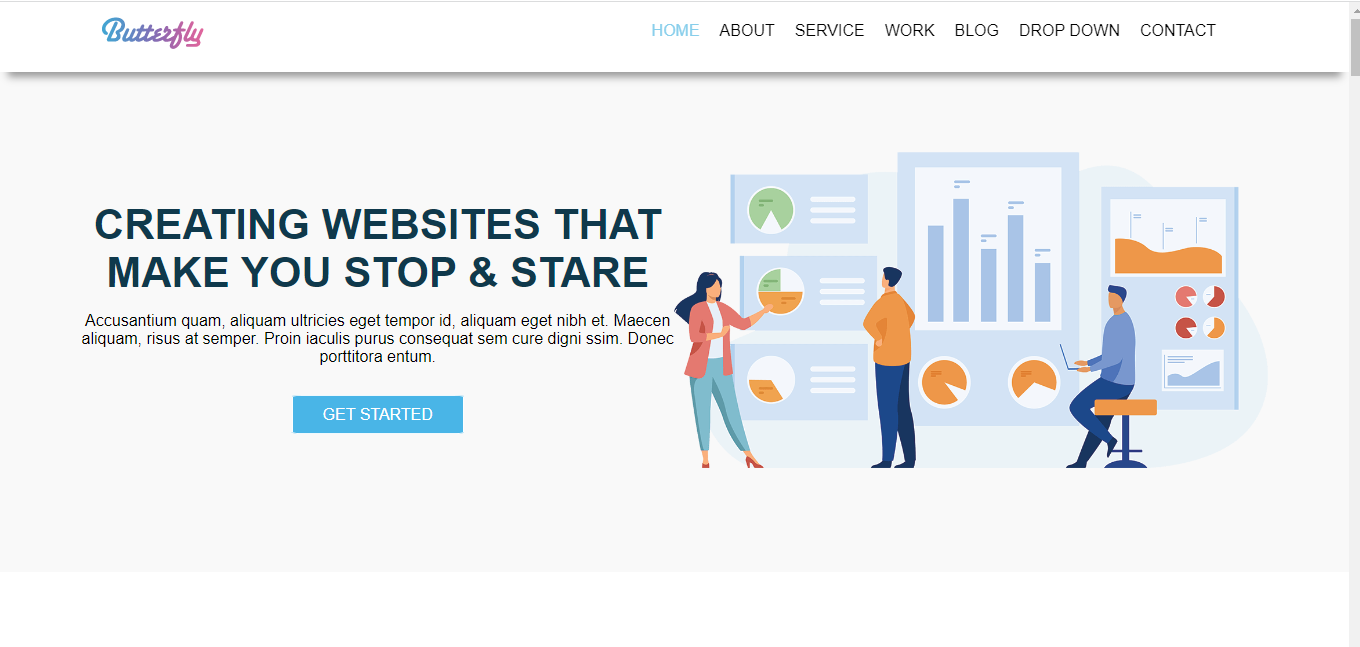 Butterfly
HOME ABOUT SERVICE WORK BLOG DROP DOWN CONTACT
CREATING WEBSITES THAT
MAKE YOU STOP & STARE
Accusantium quam, aliquam ultricies eget tempor id, aliquam eget nibh et. Maecen
aliquam, risus at semper. Proin iaculis purus consequat sem cure digni ssim. Donec
porttitora entum.
GET STARTED